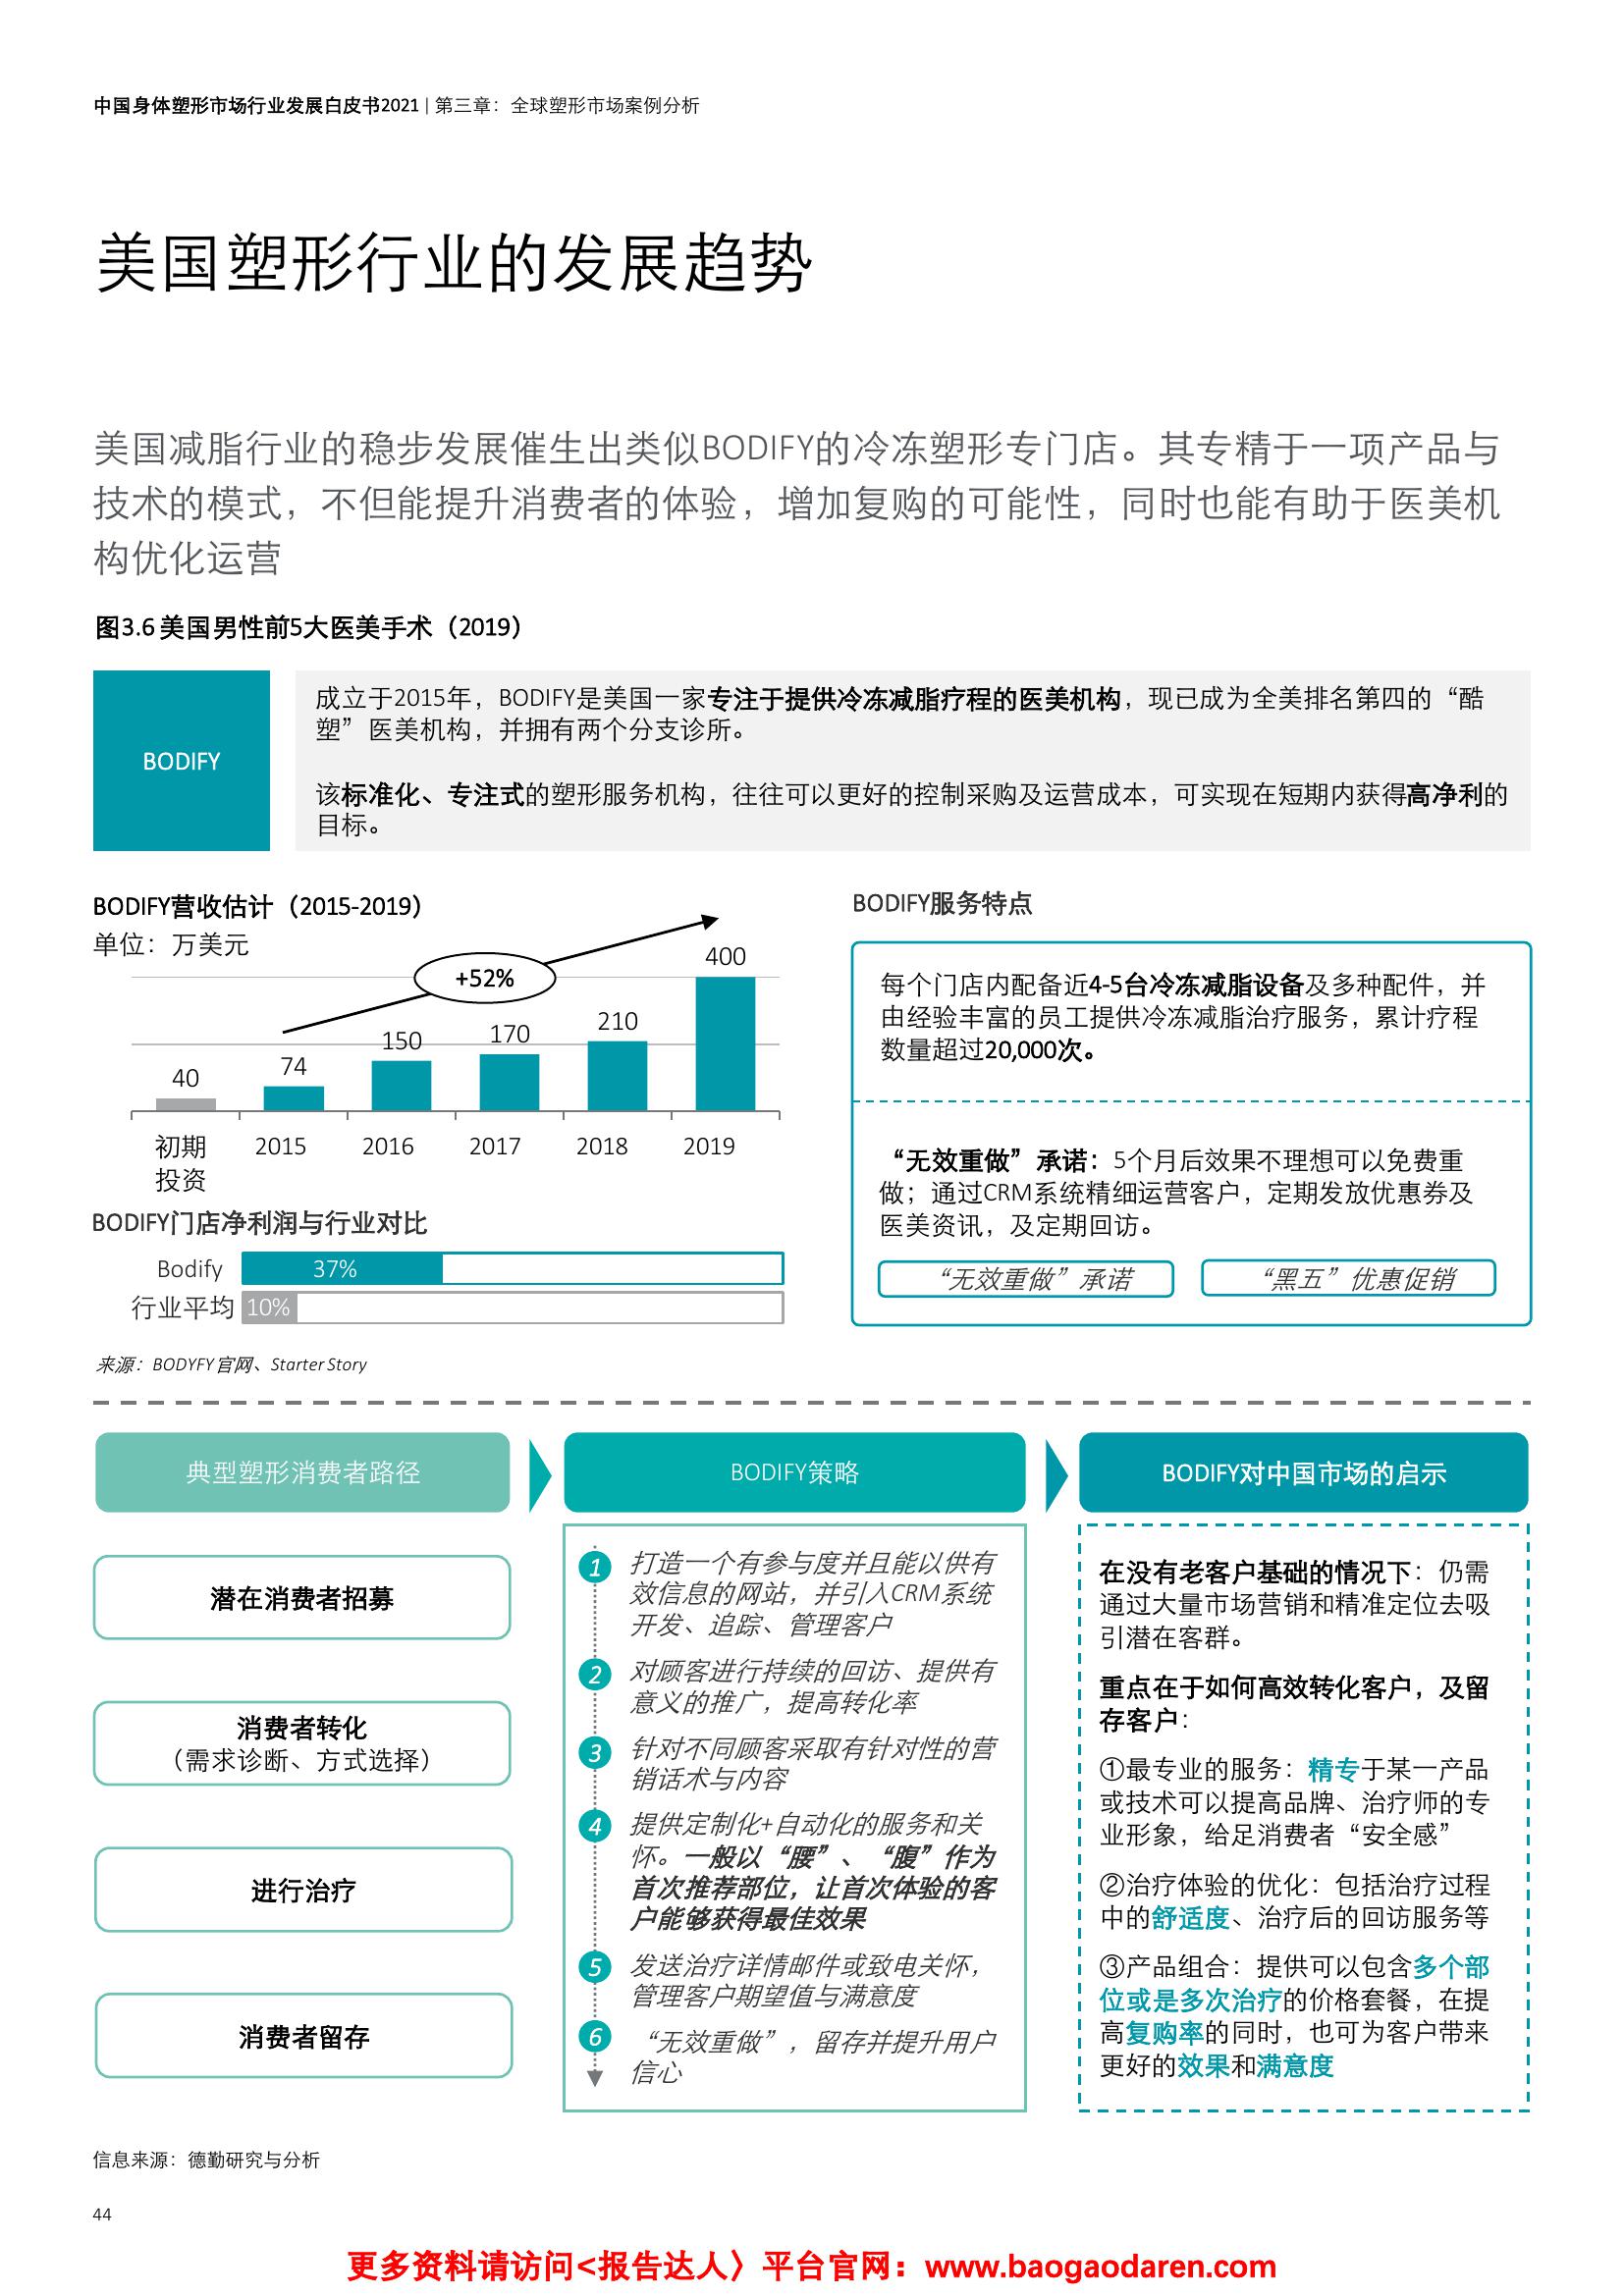 中国身体塑形市场行业发展白皮书2021 | 第三章：全球塑形市场案例分析
美国塑形行业的发展趋势
美国减脂行业的稳步发展催生出类似BODIFY的冷冻塑形专门店。其专精于一项产品与
技术的模式，不但能提升消费者的体验，增加复购的可能性，同时也能有助于医美机
构优化运营
图3.6 美国男性前5大医美手术（2019）
BODIFY
成立于2015年，BODIFY是美国一家专注于提供冷冻减脂疗程的医美机构，现已成为全美排名第四的“酷
塑”医美机构，并拥有两个分支诊所。
该标准化、专注式的塑形服务机构，往往可以更好的控制采购及运营成本，可实现在短期内获得高净利的
目标。
BODIFY营收估计（2015-2019）
单位：万美元
+52%
40
74
150
170
210
400
初期
投资
2015
2016
2017
2018
2019
BODIFY门店净利润与行业对比
Bodify
37%
行业平均
10%
来源：BODYFY官网、Starter Story
BODIFY服务特点
每个门店内配备近4-5台冷冻减脂设备及多种配件，并
由经验丰富的员工提供冷冻减脂治疗服务，累计疗程
数量超过20,000次。
“无效重做”承诺：5个月后效果不理想可以免费重
做；通过CRM系统精细运营客户，定期发放优惠券及
医美资讯，及定期回访。
“无效重做”承诺
“黑五”优惠促销
典型塑形消费者路径
潜在消费者招募
消费者转化
（需求诊断、方式选择）
进行治疗
消费者留存
BODIFY策略
1
打造一个有参与度并且能以供有
效信息的网站，并引入CRM系统
开发、追踪、管理客户
2
对顾客进行持续的回访、提供有
意义的推广，提高转化率
3
针对不同顾客采取有针对性的营
销话术与内容
4
提供定制化+自动化的服务和关
怀。一般以“腰”、“腹”作为
首次推荐部位，让首次体验的客
户能够获得最佳效果
5
发送治疗详情邮件或致电关怀，
管理客户期望值与满意度
6
“无效重做”，留存并提升用户
信心
BODIFY对中国市场的启示
在没有老客户基础的情况下：仍需
通过大量市场营销和精准定位去吸
引潜在客群。
重点在于如何高效转化客户，及留
存客户：
①最专业的服务：精专于某一产品
或技术可以提高品牌、治疗师的专
业形象，给足消费者“安全感”
②治疗体验的优化：包括治疗过程
中的舒适度、治疗后的回访服务等
③产品组合：提供可以包含多个部
位或是多次治疗的价格套餐，在提
高复购率的同时，也可为客户带来
更好的效果和满意度
信息来源：德勤研究与分析
44
更多资料请访问<报告达人〉平台官网：www.baogaodaren.com